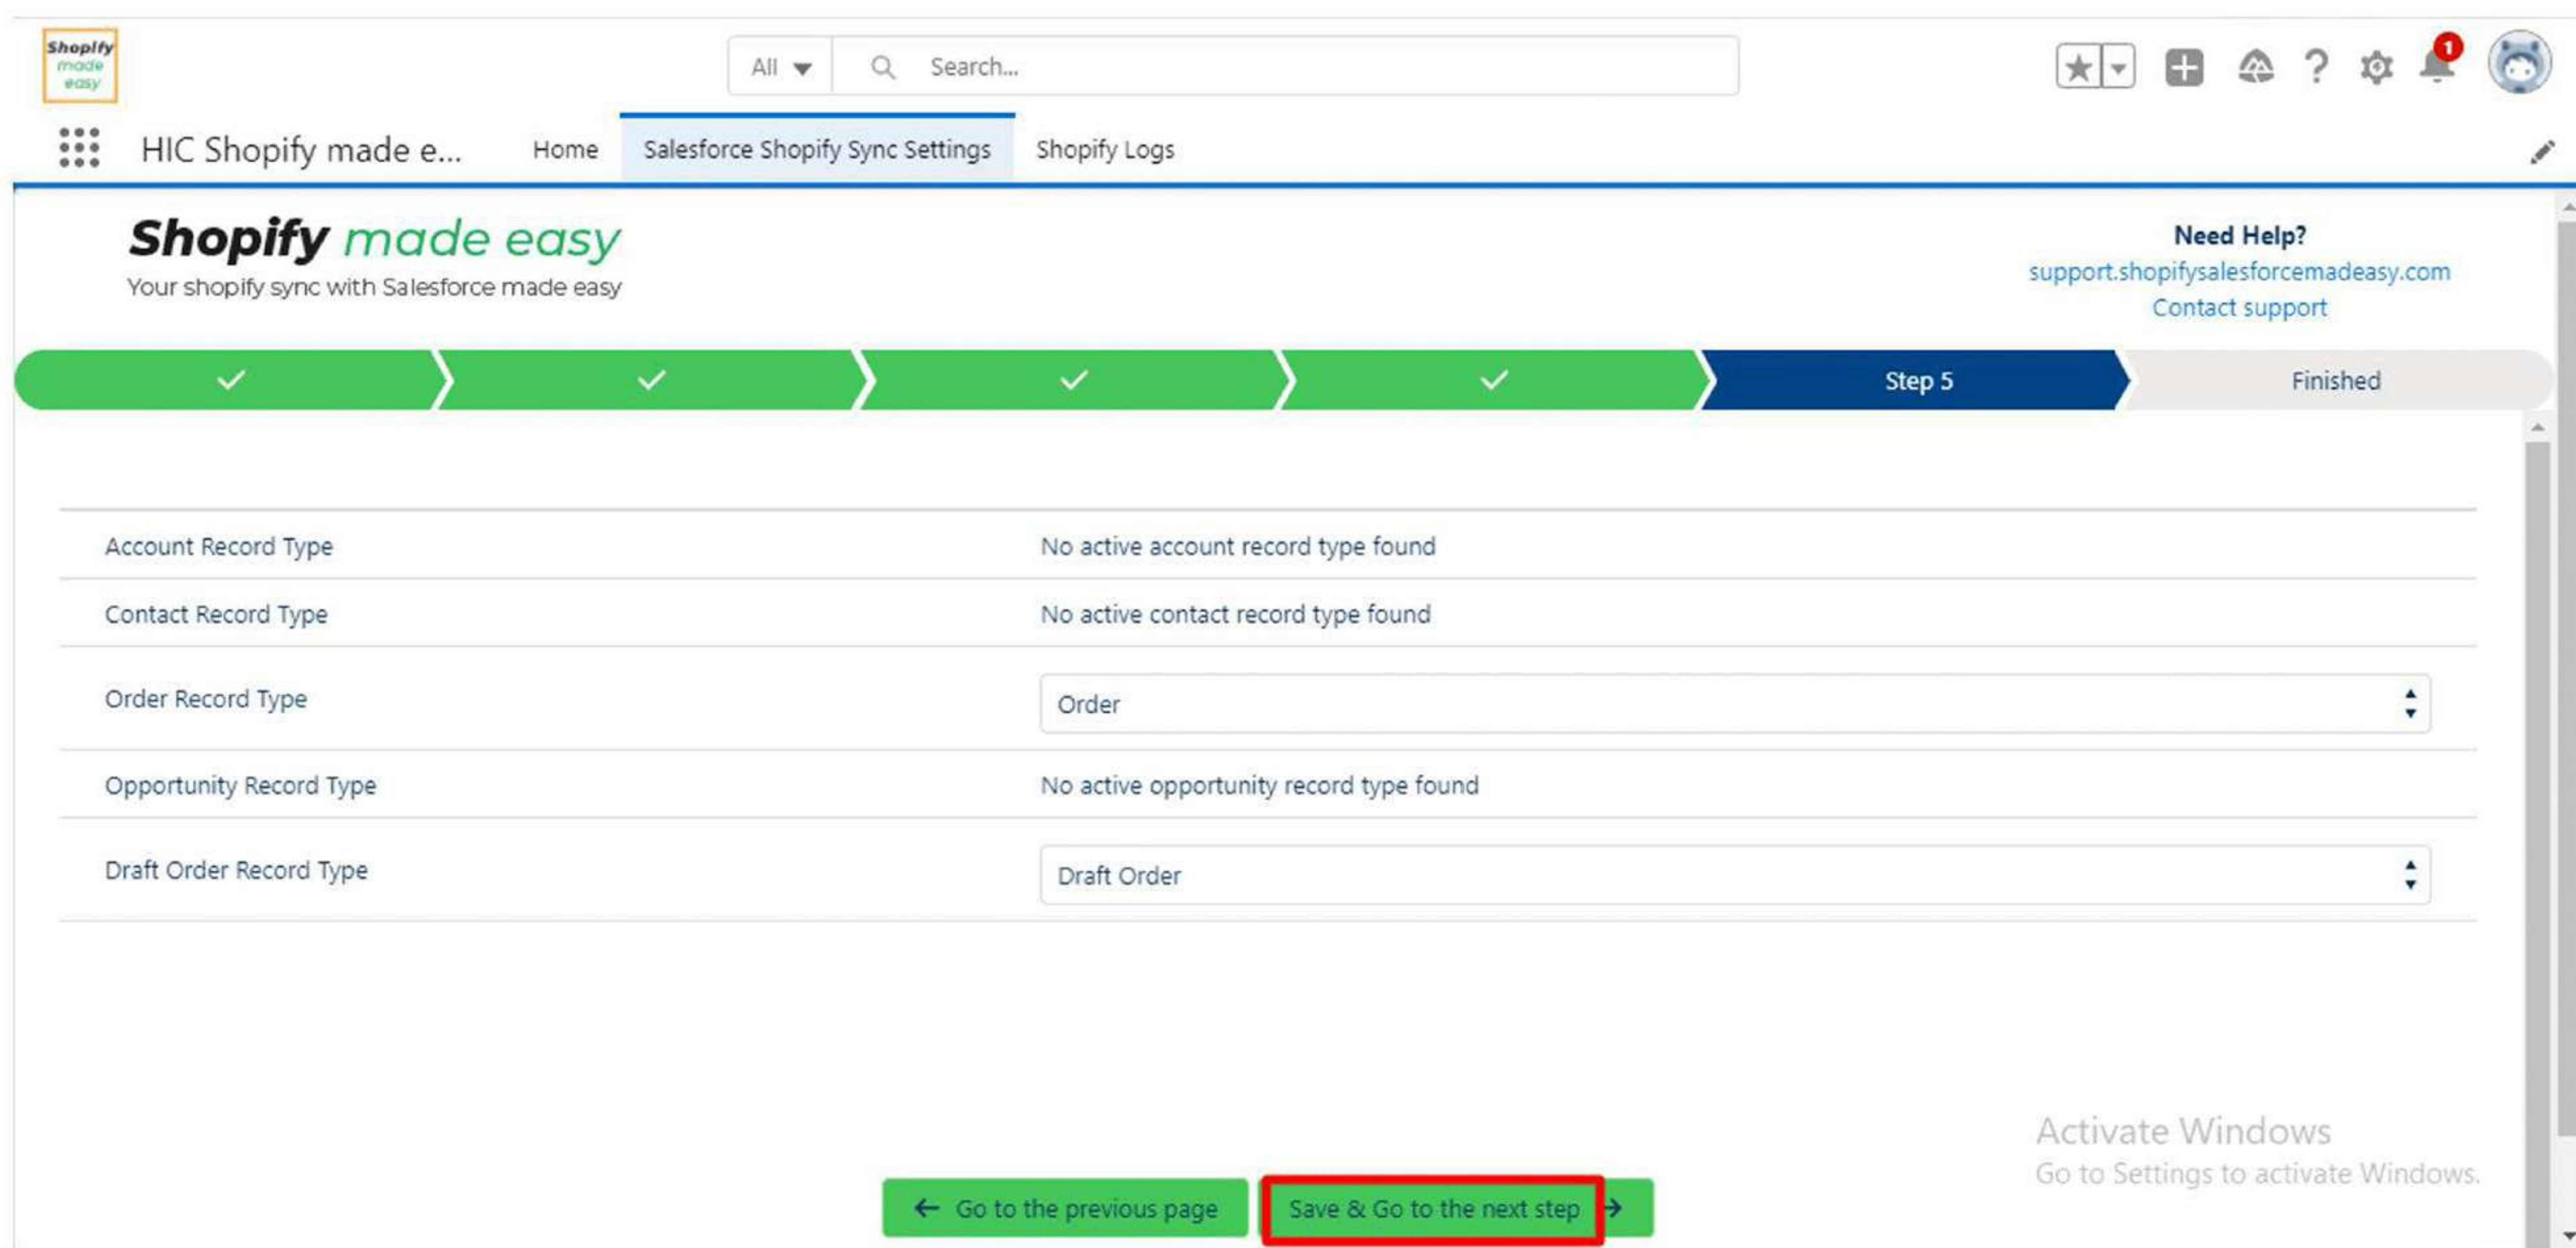 Shopify
made
easy
All
Search...
1
HIC Shopify made e...
Home
Salesforce Shopify Sync Settings
Shopify Logs
Shopify made easy
Your shopify sync with Salesforce made easy
Need Help?
support.shopifysalesforcemadeasy.com
Contact support
Step 5
Finished
Account Record Type
No active account record type found
Contact Record Type
No active contact record type found
Order Record Type
Order
Opportunity Record Type
No active opportunity record type found
Draft Order Record Type
Draft Order
Activate Windows
Go to Settings to activate Windows.
Go to the previous page
Save & Go to the next step